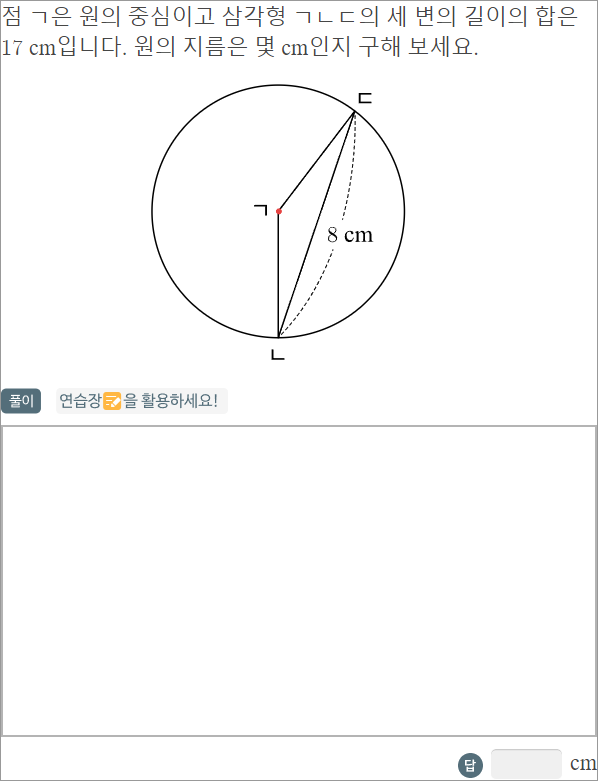 점 ㄱ은 원의 중심이고 삼각형 ㄱㄴㄷ의 세 변의 길이의 합은
17 cm입니다. 원의 지름은 몇 cm인지 구해 보세요.
ㄷ
ㄱ
8 cm
ㄴ
풀이 연습장을 활용하세요!
답 cm